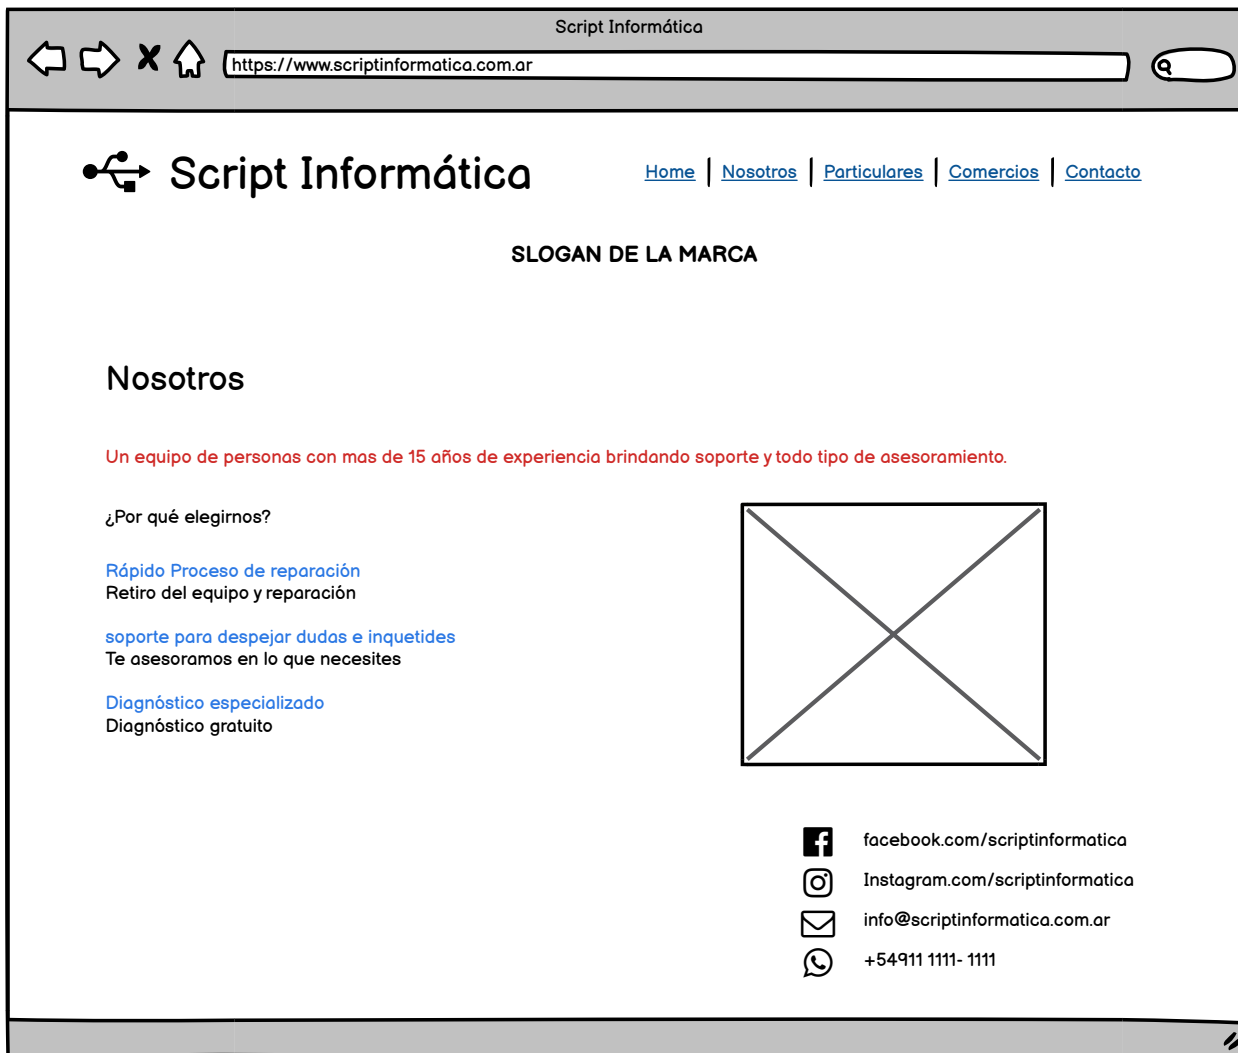 Script Informática
https://www.scriptinformatica.com.ar
Script Informática
Home | Nosotros | Particulares | Comercios | Contacto
SLOGAN DE LA MARCA
Nosotros
Un equipo de personas con mas de 15 años de experiencia brindando soporte y todo tipo de asesoramiento.
¿Por qué elegirnos?
Rápido Proceso de reparación
Retiro del equipo y reparación
soporte para despejar dudas e inquetides
Te asesoramos en lo que necesites
Diagnóstico especializado
Diagnóstico gratuito
facebook.com/scriptinformatica
Instagram.com/scriptinformatica
info@scriptinformatica.com.ar
+54911 1111- 1111